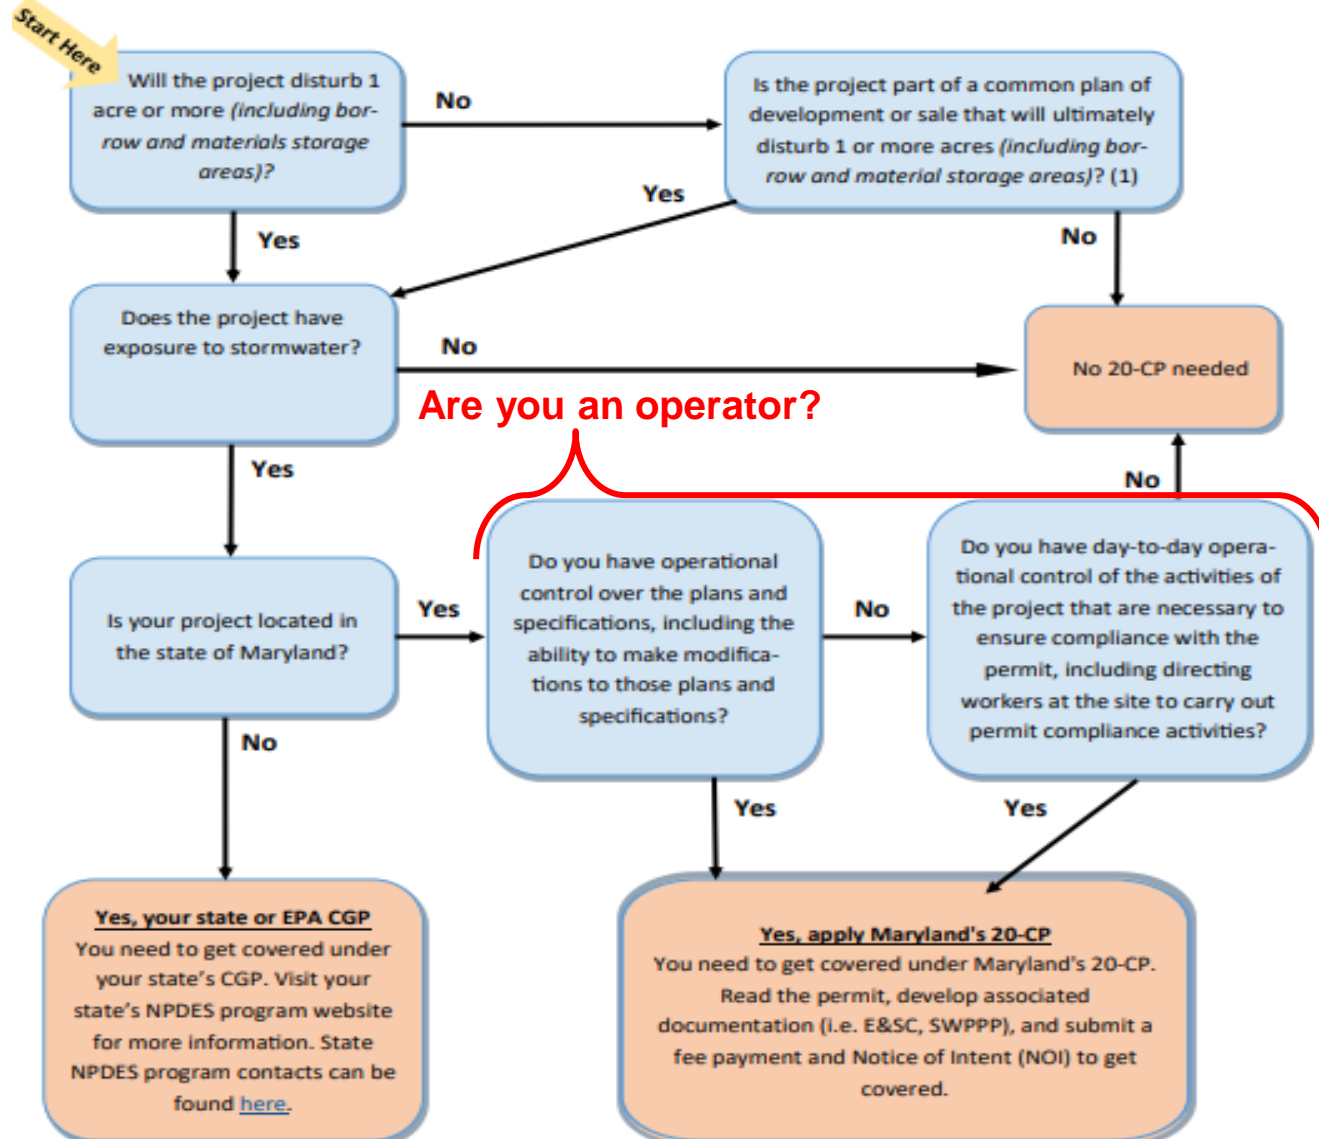 Start Here
Will the project disturb 1
acre or more (including bor-
row and materials storage
areas)?
No
Is the project part of a common plan of
development or sale that will ultimately
disturb 1 or more acres (including bor-
row and material storage areas)? (1)
Yes
Yes
No
Does the project have
exposure to stormwater?
No
No 20-CP needed
Are you an operator?
Yes
No
Is your project located in
the state of Maryland?
Yes
Do you have operational
control over the plans and
specifications, including the
ability to make modifica-
tions to those plans and
specifications?
No
Do you have day-to-day opera-
tional control of the activities of
the project that are necessary to
ensure compliance with the
permit, including directing
workers at the site to carry out
permit compliance activities?
No
Yes
Yes
Yes, your state or EPA CGP
You need to get covered under
your state's CGP. Visit your
state's NPDES program website
for more information. State
NPDES program contacts can be
found here.
Yes, apply Maryland's 20-CP
You need to get covered under Maryland's 20-CP.
Read the permit, develop associated
documentation (i.e. E&SC, SWPPP), and submit a
fee payment and Notice of Intent (NOI) to get
covered.